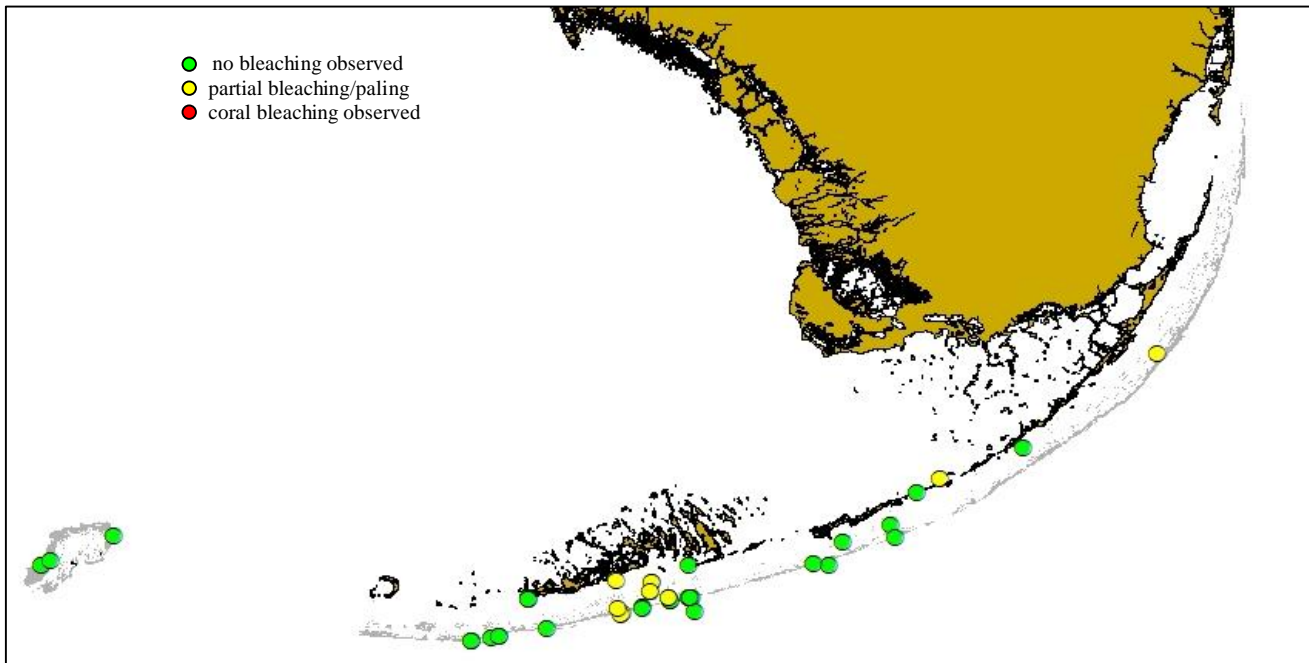 no bleaching observed
partial bleaching/paling
coral bleaching observed